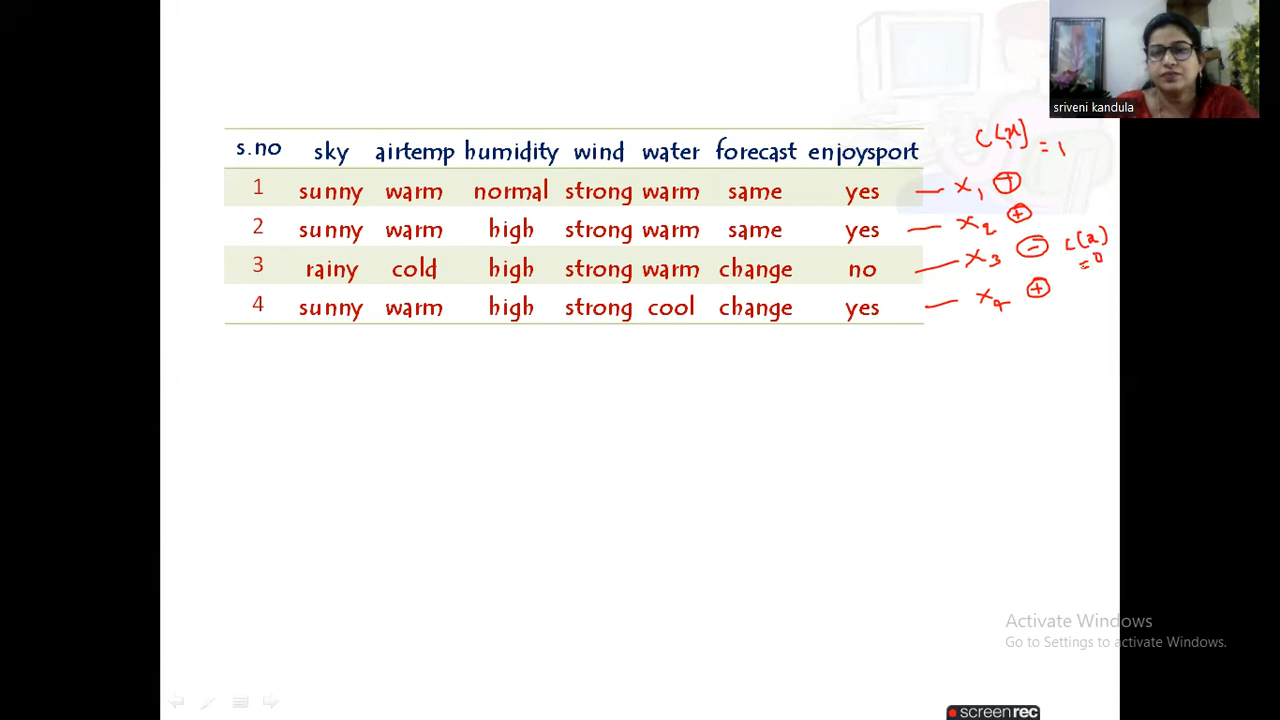 sriveni kandula
C(x) = 1
s.no sky airtemp humidity wind water forecast enjoysport
1 sunny warm normal strong warm same yes — x1 +
2 sunny warm high strong warm same yes — x2 +
3 rainy cold high strong warm change no — x3 − C(x) = 0
4 sunny warm high strong cool change yes — x4 +
Activate Windows
Go to Settings to activate Windows.
screenrec